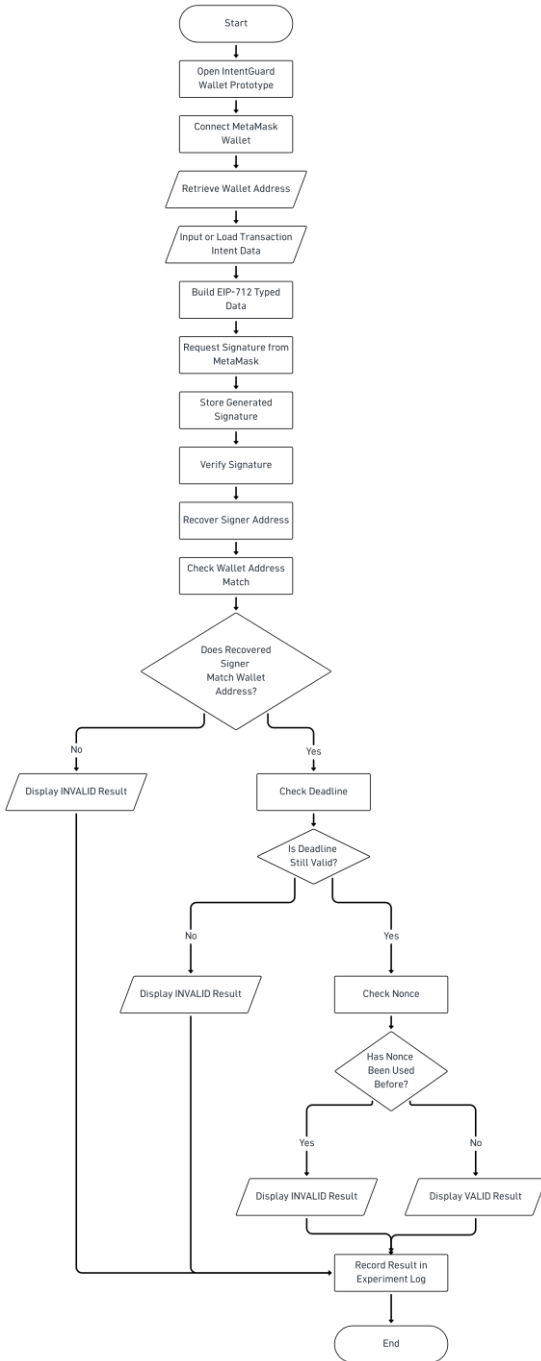 Start
Open IntentGuard
Wallet Prototype
Connect MetaMask
Wallet
Retrieve Wallet Address
Input or Load Transaction
Intent Data
Build EIP-712 Typed
Data
Request Signature from
MetaMask
Store Generated
Signature
Verify Signature
Recover Signer Address
Check Wallet Address
Match
Does Recovered
Signer
Match Wallet
Address?
No
Yes
Display INVALID Result
Check Deadline
Is Deadline
Still Valid?
No
Yes
Display INVALID Result
Check Nonce
Has Nonce
Been Used
Before?
Yes
No
Display INVALID Result
Display VALID Result
Record Result in
Experiment Log
End